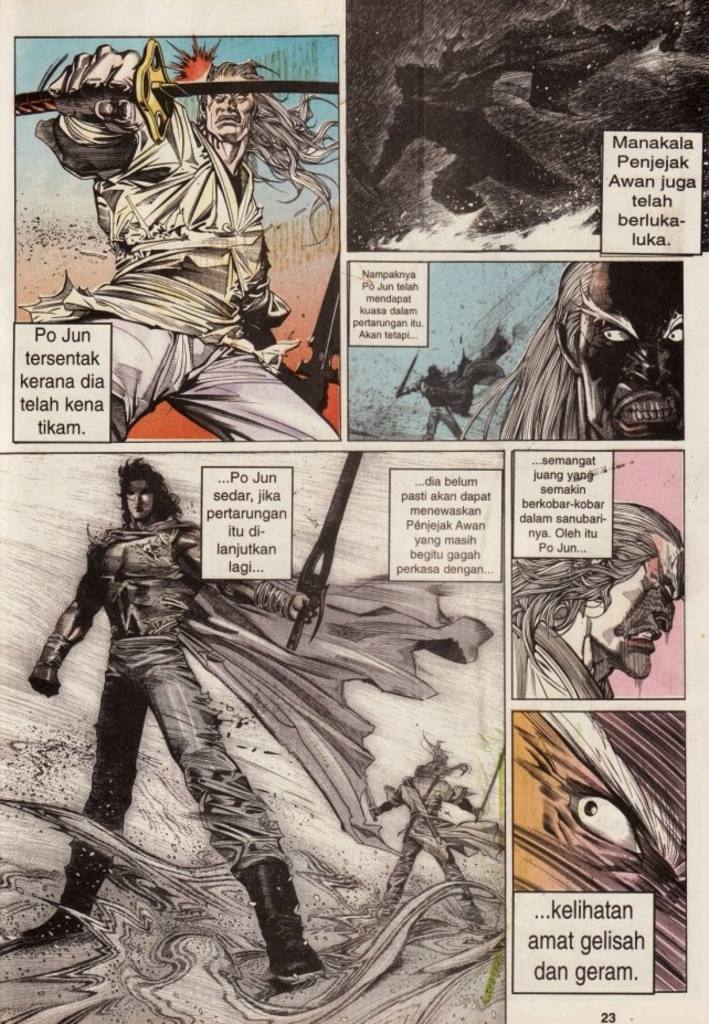 Po Jun
tersentak
kerana dia
telah kena
tikam.
Manakala
Penjejak
Awan juga
telah
berluka-
luka.
Nampaknya
Po Jun telah
mendapat
kuasa dalam
pertarungan itu.
Akan tetapi...
...Po Jun
sedar, jika
pertarungan
itu di-
lanjutkan
lagi...
...dia belum
pasti akan dapat
menewaskan
Penjejak Awan
yang masih
begitu gagah
perkasa dengan...
...semangat
juang yang
semakin
berkobar-kobar
dalam sanubari-
nya. Oleh itu
Po Jun...
...kelihatan
amat gelisah
dan geram.
23